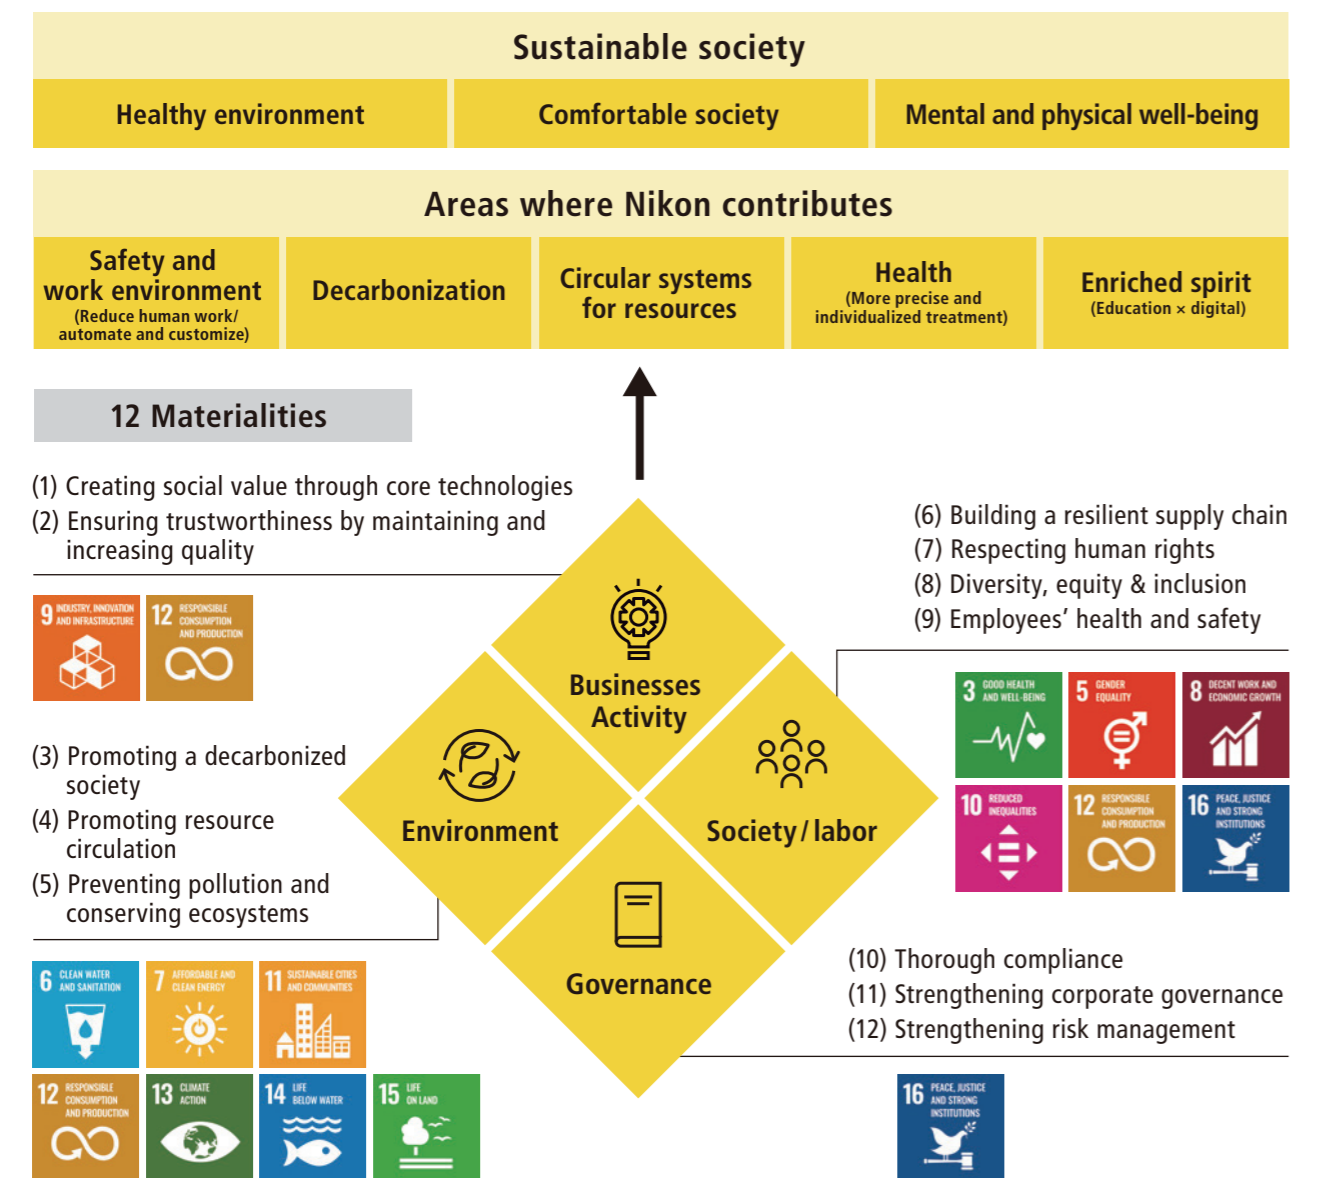 Sustainable society
Healthy environment
Comfortable society
Mental and physical well-being
Areas where Nikon contributes
Safety and
work environment
(Reduce human work/
automate and customize)
Decarbonization
Circular systems
for resources
Health
(More precise and
individualized treatment)
Enriched spirit
(Education × digital)
12 Materialities
(1) Creating social value through core technologies
(2) Ensuring trustworthiness by maintaining and
increasing quality
9 INDUSTRY, INNOVATION
AND INFRASTRUCTURE
12 RESPONSIBLE
CONSUMPTION
AND PRODUCTION
(3) Promoting a decarbonized
society
(4) Promoting resource
circulation
(5) Preventing pollution and
conserving ecosystems
6 CLEAN WATER
AND SANITATION
7 AFFORDABLE AND
CLEAN ENERGY
11 SUSTAINABLE CITIES
AND COMMUNITIES
12 RESPONSIBLE
CONSUMPTION
AND PRODUCTION
13 CLIMATE
ACTION
14 LIFE
BELOW WATER
15 LIFE
ON LAND
Businesses
Activity
Environment
Society / labor
Governance
(6) Building a resilient supply chain
(7) Respecting human rights
(8) Diversity, equity & inclusion
(9) Employees’ health and safety
3 GOOD HEALTH
AND WELL-BEING
5 GENDER
EQUALITY
8 DECENT WORK AND
ECONOMIC GROWTH
10 REDUCED
INEQUALITIES
12 RESPONSIBLE
CONSUMPTION
AND PRODUCTION
16 PEACE, JUSTICE
AND STRONG
INSTITUTIONS
(10) Thorough compliance
(11) Strengthening corporate governance
(12) Strengthening risk management
16 PEACE, JUSTICE
AND STRONG
INSTITUTIONS